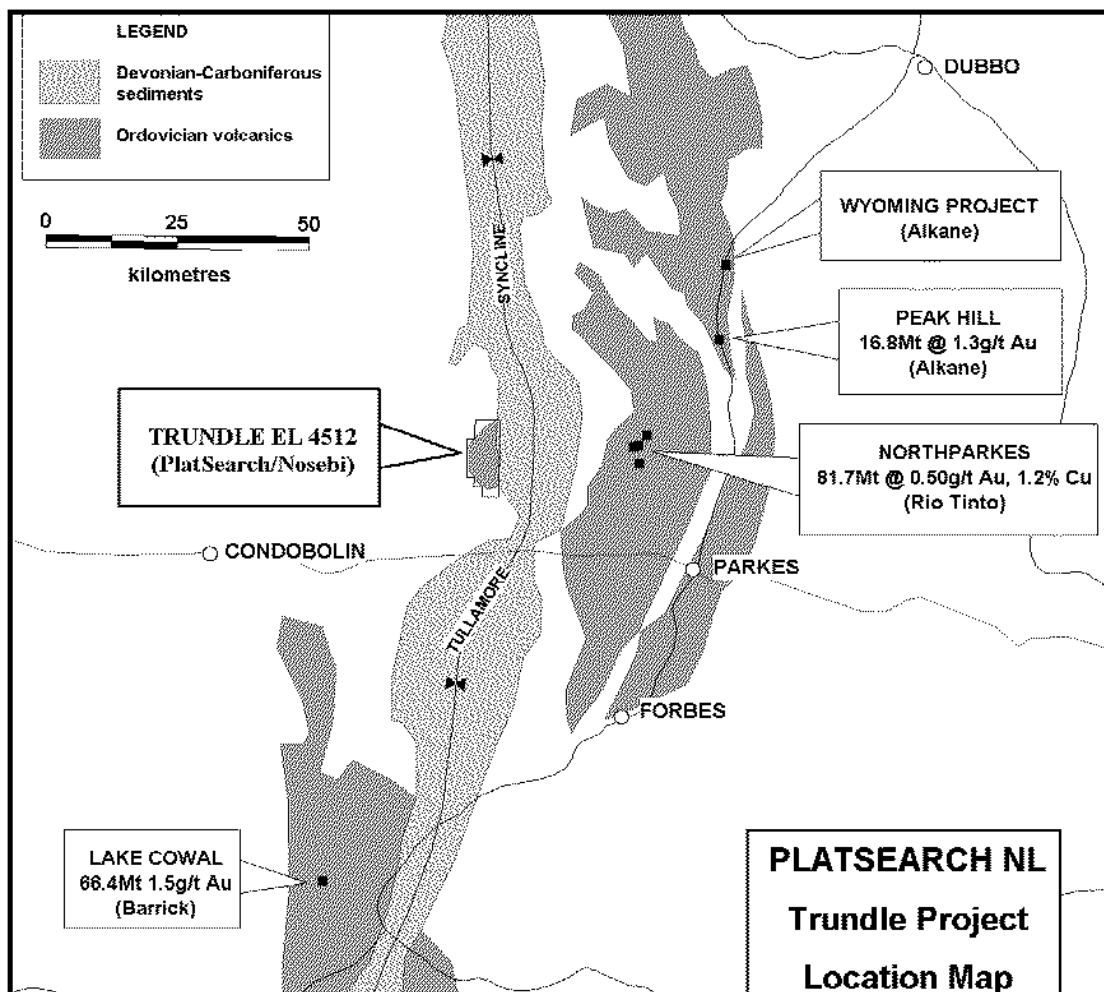 LEGEND
Devonian-Carboniferous
sediments
Ordovician volcanics
0 25 50
kilometres
DUBBO
WYOMING PROJECT
(Alkane)
SYNCLINE
PEAK HILL
16.8Mt @ 1.3g/t Au
(Alkane)
TRUNDLE EL 4512
(PlatSearch/Nosebi)
NORTHPARKES
81.7Mt @ 0.50g/t Au, 1.2% Cu
(Rio Tinto)
CONDOBOLIN
PARKES
TULLAMORE
FORBES
LAKE COWAL
66.4Mt 1.5g/t Au
(Barrick)
PLATSEARCH NL
Trundle Project
Location Map